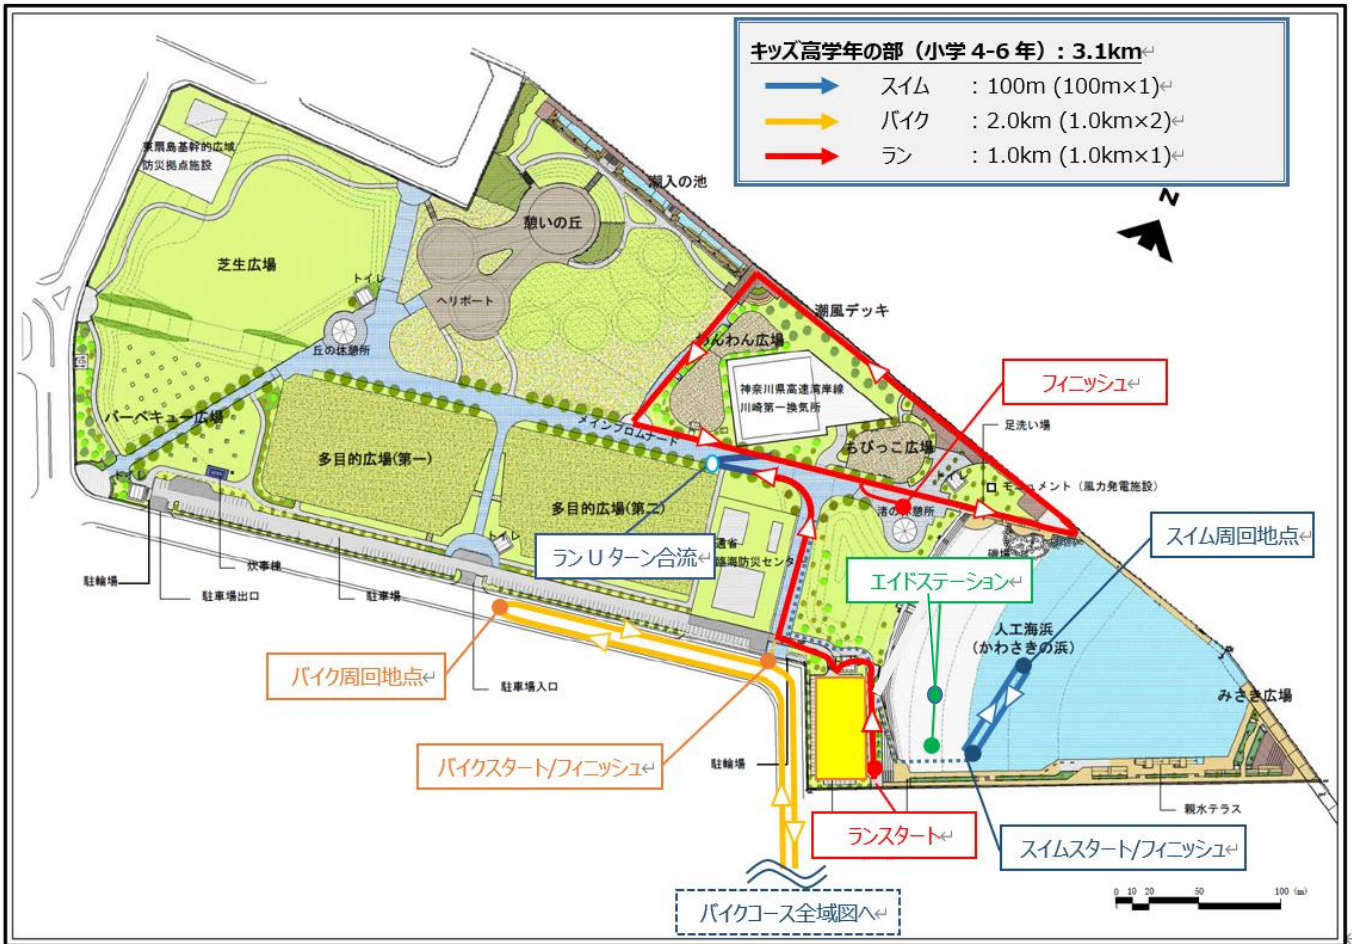 キッズ高学年の部（小学 4-6 年）: 3.1km
スイム : 100m (100m×1)
バイク : 2.0km (1.0km×2)
ラン : 1.0km (1.0km×1)
N
東扇島基幹的広域
防災拠点施設
潮入の池
憩いの丘
芝生広場
トイレ
ヘリポート
潮風デッキ
わんわん広場
丘の休憩所
神奈川県高速湾岸線
川崎第一換気所
フィニッシュ
足洗い場
バーベキュー広場
メインプロムナード
ちびっこ広場
多目的広場(第一)
トイレ
トイレ
モニュメント（風力発電施設）
多目的広場(第二)
渚の休憩所
スイム周回地点
トイレ
ラン U ターン合流
臨海防災センタ
磯場
駐輪場
炊事棟
駐車場出口
駐車場
エイドステーション
人工海浜
(かわさきの浜)
バイク周回地点
駐車場入口
みさき広場
バイクスタート/フィニッシュ
駐輪場
親水テラス
ランスタート
スイムスタート/フィニッシュ
バイクコース全域図へ
0 10 20 50 100 (m)